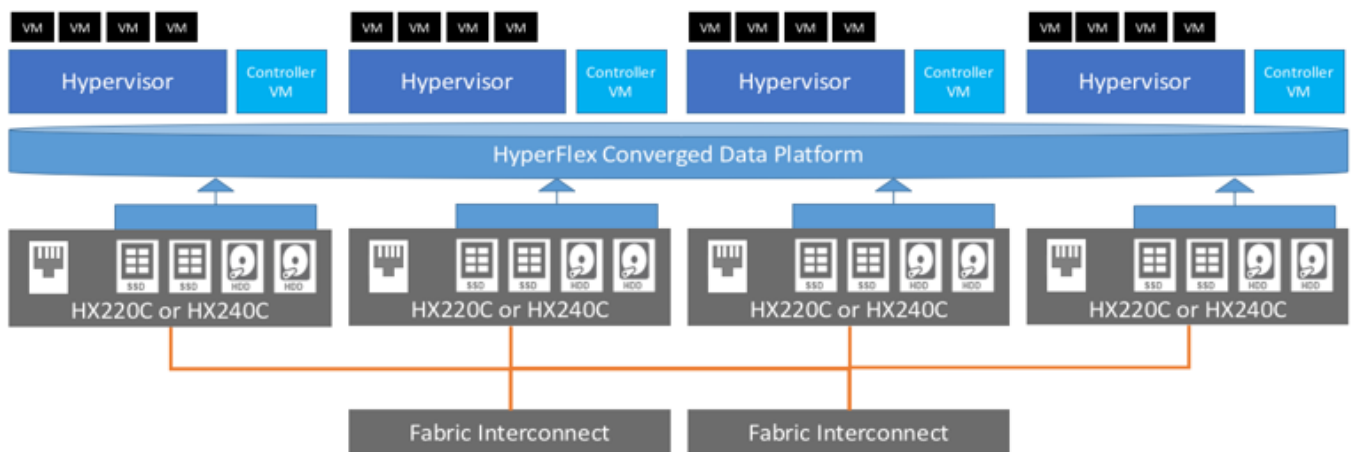 VM VM VM VM VM VM VM VM VM VM VM VM VM VM VM VM
Hypervisor
Controller
VM
Hypervisor
Controller
VM
Hypervisor
Controller
VM
Hypervisor
Controller
VM
HyperFlex Converged Data Platform
SSD SSD HDD HDD
HX220C or HX240C
SSD SSD HDD HDD
HX220C or HX240C
SSD SSD HDD HDD
HX220C or HX240C
SSD SSD HDD HDD
HX220C or HX240C
Fabric Interconnect
Fabric Interconnect